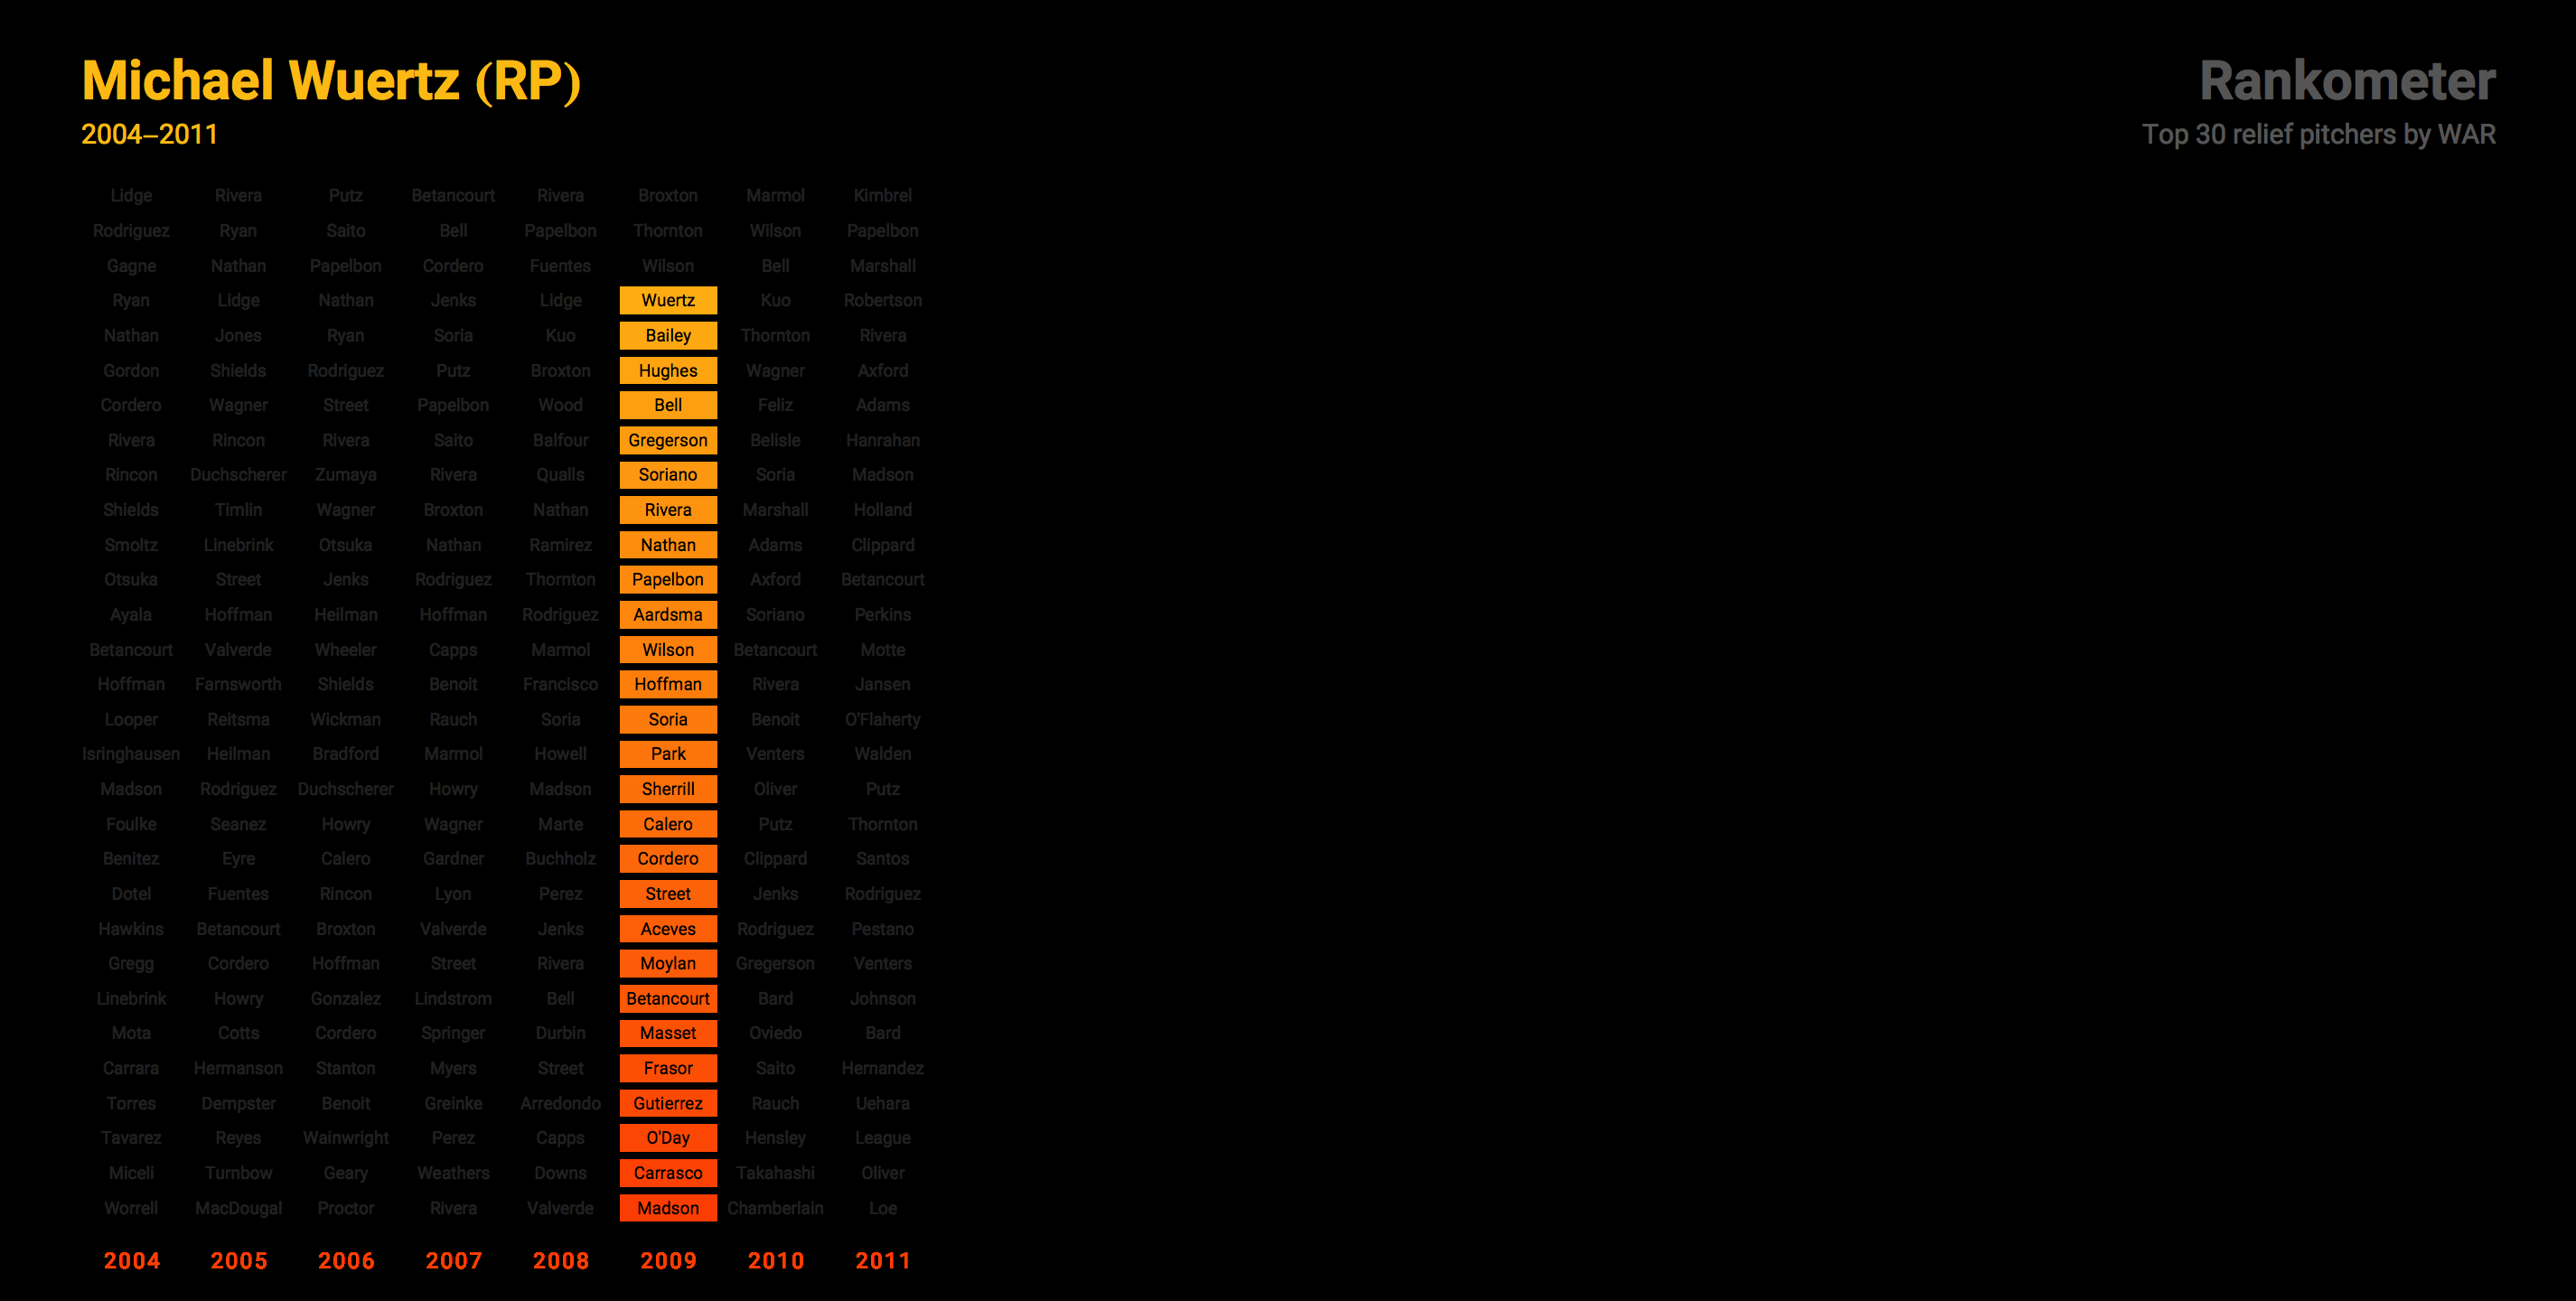 Michael Wuertz (RP)
2004–2011
Rankometer
Top 30 relief pitchers by WAR
Lidge Rivera Putz Betancourt Rivera Broxton Marmol Kimbrel
Rodriguez Ryan Saito Bell Papelbon Thornton Wilson Papelbon
Gagne Nathan Papelbon Cordero Fuentes Wilson Bell Marshall
Ryan Lidge Nathan Jenks Lidge Wuertz Kuo Robertson
Nathan Jones Ryan Soria Kuo Bailey Thornton Rivera
Gordon Shields Rodriguez Putz Broxton Hughes Wagner Axford
Cordero Wagner Street Papelbon Wood Bell Feliz Adams
Rivera Rincon Rivera Saito Balfour Gregerson Belisle Hanrahan
Rincon Duchscherer Zumaya Rivera Qualls Soriano Soria Madson
Shields Timlin Wagner Broxton Nathan Rivera Marshall Holland
Smoltz Linebrink Otsuka Nathan Ramirez Nathan Adams Clippard
Otsuka Street Jenks Rodriguez Thornton Papelbon Axford Betancourt
Ayala Hoffman Heilman Hoffman Rodriguez Aardsma Soriano Perkins
Betancourt Valverde Wheeler Capps Marmol Wilson Betancourt Motte
Hoffman Farnsworth Shields Benoit Francisco Hoffman Rivera Jansen
Looper Reitsma Wickman Rauch Soria Soria Benoit O'Flaherty
Isringhausen Heilman Bradford Marmol Howell Park Venters Walden
Madson Rodriguez Duchscherer Howry Madson Sherrill Oliver Putz
Foulke Seanez Howry Wagner Marte Calero Putz Thornton
Benitez Eyre Calero Gardner Buchholz Cordero Clippard Santos
Dotel Fuentes Rincon Lyon Perez Street Jenks Rodriguez
Hawkins Betancourt Broxton Valverde Jenks Aceves Rodriguez Pestano
Gregg Cordero Hoffman Street Rivera Moylan Gregerson Venters
Linebrink Howry Gonzalez Lindstrom Bell Betancourt Bard Johnson
Mota Cotts Cordero Springer Durbin Masset Oviedo Bard
Carrara Hermanson Stanton Myers Street Frasor Saito Hernandez
Torres Dempster Benoit Greinke Arredondo Gutierrez Rauch Uehara
Tavarez Reyes Wainwright Perez Capps O'Day Hensley League
Miceli Turnbow Geary Weathers Downs Carrasco Takahashi Oliver
Worrell MacDougal Proctor Rivera Valverde Madson Chamberlain Loe
2004 2005 2006 2007 2008 2009 2010 2011